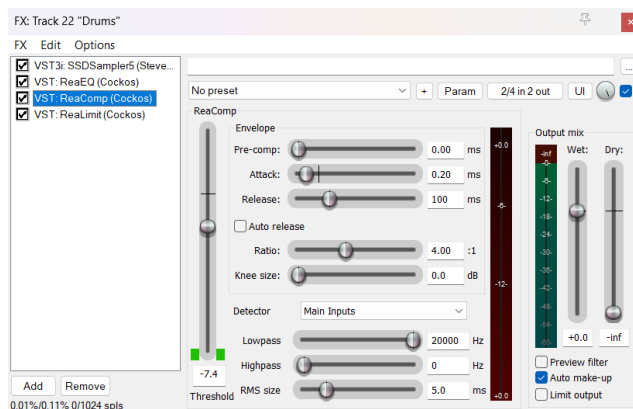 FX: Track 22 "Drums"
FX Edit Options
VST3i: SSDSampler5 (Steve...
VST: ReaEQ (Cockos)
VST: ReaComp (Cockos)
VST: ReaLimit (Cockos)
Add Remove
0.01%/0.11% 0/1024 spls
...
No preset + Param 2/4 in 2 out UI
ReaComp
Envelope
Pre-comp: 0.00 ms
Attack: 0.20 ms
Release: 100 ms
Auto release
Ratio: 4.00 :1
Knee size: 0.0 dB
Detector Main Inputs
Lowpass 20000 Hz
Highpass 0 Hz
RMS size 5.0 ms
-7.4
Threshold
+0.0
-6-
-12-
+0.0
Output mix
Wet: Dry:
-inf
-0-
-6-
-12-
-18-
-24-
-30-
-36-
-42-
-48-
-54-
-60-
+0.0 -inf
Preview filter
Auto make-up
Limit output